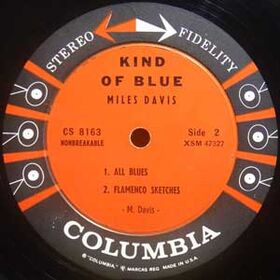 STEREO FIDELITY
KIND
OF BLUE
MILES DAVIS
CS 8163
NONBREAKABLE
Side 2
XSM 47327
1. ALL BLUES
2. FLAMENCO SKETCHES
- M. Davis -
COLUMBIA
® "COLUMBIA," MARCAS REG. MADE IN U.S.A.